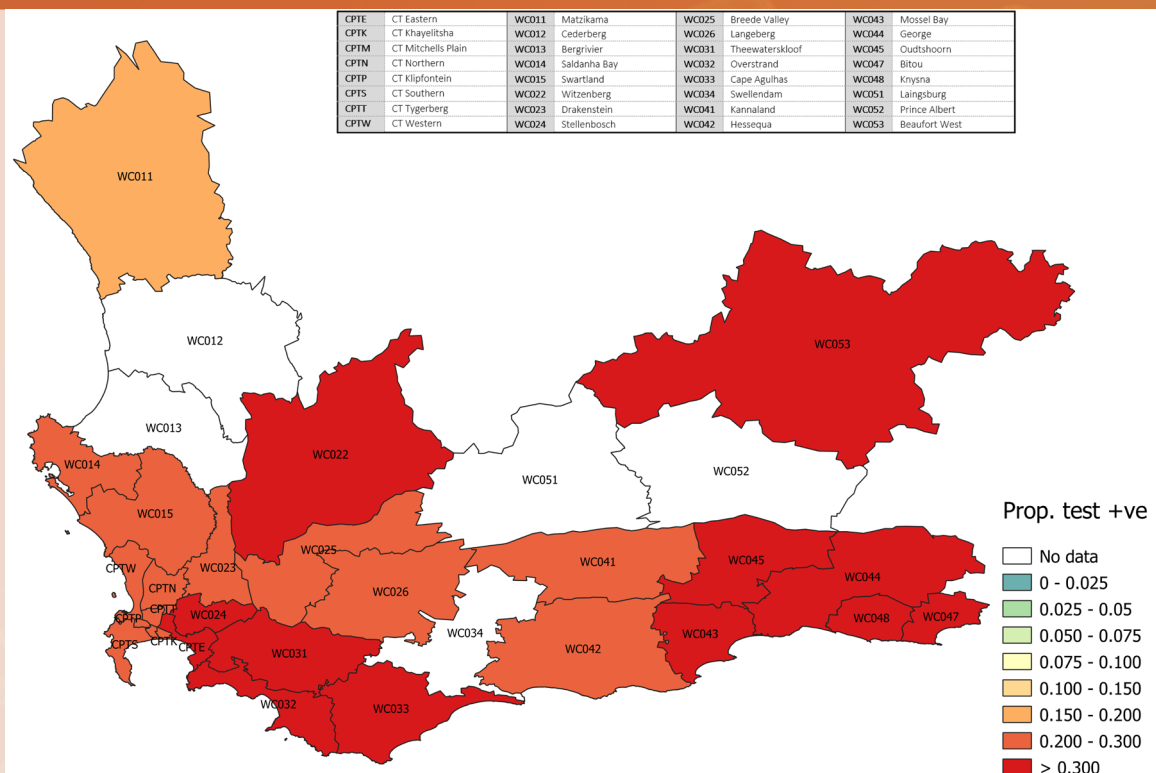 CPTE CT Eastern WC011 Matzikama WC025 Breede Valley WC043 Mossel Bay
CPTK CT Khayelitsha WC012 Cederberg WC026 Langeberg WC044 George
CPTM CT Mitchells Plain WC013 Bergrivier WC031 Theewaterskloof WC045 Oudtshoorn
CPTN CT Northern WC014 Saldanha Bay WC032 Overstrand WC047 Bitou
CPTP CT Klipfontein WC015 Swartland WC033 Cape Agulhas WC048 Knysna
CPTS CT Southern WC022 Witzenberg WC034 Swellendam WC051 Laingsburg
CPTT CT Tygerberg WC023 Drakenstein WC041 Kannaland WC052 Prince Albert
CPTW CT Western WC024 Stellenbosch WC042 Hessequa WC053 Beaufort West
WC011
WC012
WC053
WC013
WC022
WC014
WC052
WC051
WC015
WC025
WC045
WC041
CPTW
WC023
WC044
CPTN
WC026
CPTT
WC024
CPTP
WC048
WC047
WC034
WC043
CPTS
CPTK
CPTE
WC042
WC031
WC032
WC033
Prop. test +ve
No data
0 - 0.025
0.025 - 0.05
0.050 - 0.075
0.075 - 0.100
0.100 - 0.150
0.150 - 0.200
0.200 - 0.300
> 0.300